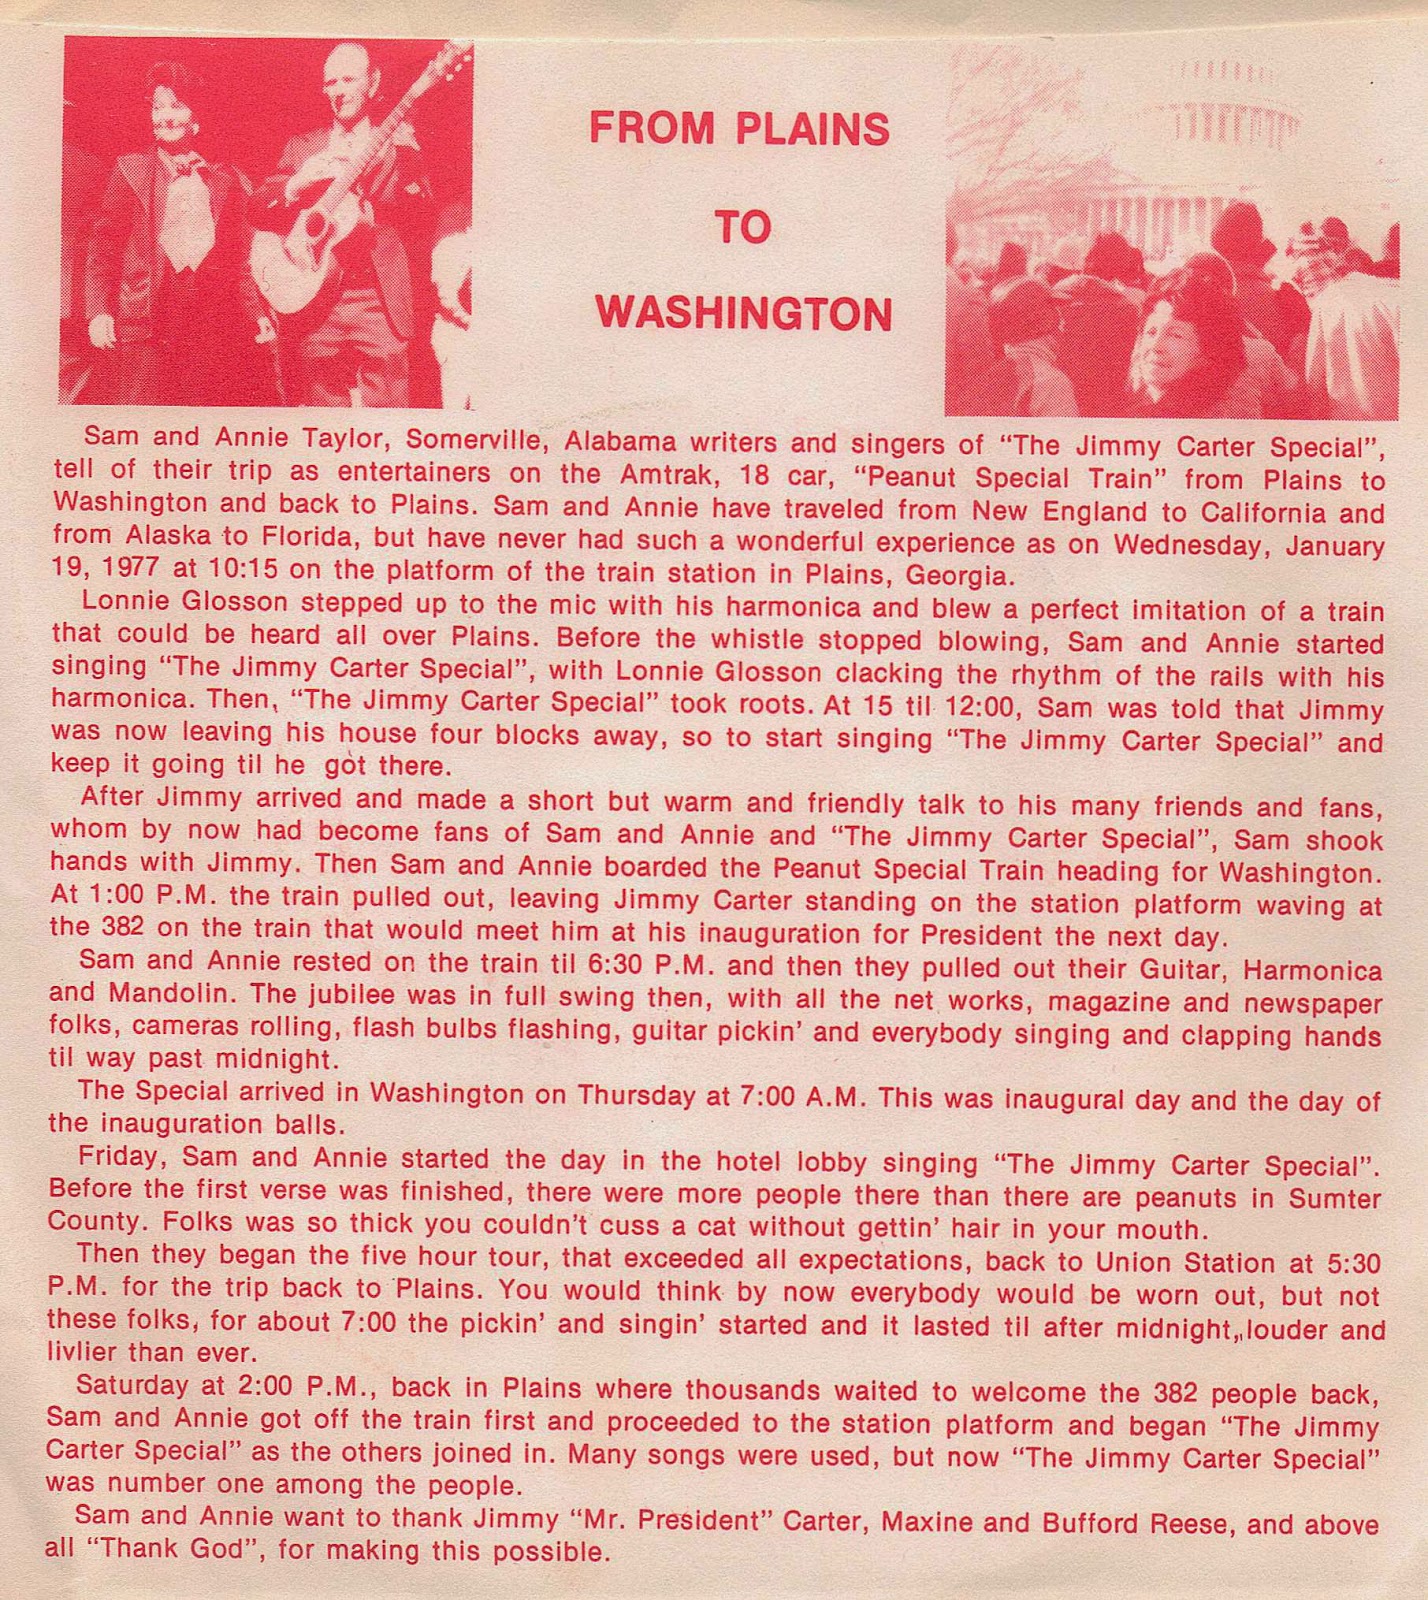 FROM PLAINS
TO
WASHINGTON
Sam and Annie Taylor, Somerville, Alabama writers and singers of “The Jimmy Carter Special”,
tell of their trip as entertainers on the Amtrak, 18 car, “Peanut Special Train” from Plains to
Washington and back to Plains. Sam and Annie have traveled from New England to California and
from Alaska to Florida, but have never had such a wonderful experience as on Wednesday, January
19, 1977 at 10:15 on the platform of the train station in Plains, Georgia.
Lonnie Glosson stepped up to the mic with his harmonica and blew a perfect imitation of a train
that could be heard all over Plains. Before the whistle stopped blowing, Sam and Annie started
singing “The Jimmy Carter Special”, with Lonnie Glosson clacking the rhythm of the rails with his
harmonica. Then, “The Jimmy Carter Special” took roots. At 15 til 12:00, Sam was told that Jimmy
was now leaving his house four blocks away, so to start singing “The Jimmy Carter Special” and
keep it going til he got there.
After Jimmy arrived and made a short but warm and friendly talk to his many friends and fans,
whom by now had become fans of Sam and Annie and “The Jimmy Carter Special”, Sam shook
hands with Jimmy. Then Sam and Annie boarded the Peanut Special Train heading for Washington.
At 1:00 P.M. the train pulled out, leaving Jimmy Carter standing on the station platform waving at
the 382 on the train that would meet him at his inauguration for President the next day.
Sam and Annie rested on the train til 6:30 P.M. and then they pulled out their Guitar, Harmonica
and Mandolin. The jubilee was in full swing then, with all the net works, magazine and newspaper
folks, cameras rolling, flash bulbs flashing, guitar pickin’ and everybody singing and clapping hands
til way past midnight.
The Special arrived in Washington on Thursday at 7:00 A.M. This was inaugural day and the day of
the inauguration balls.
Friday, Sam and Annie started the day in the hotel lobby singing “The Jimmy Carter Special”.
Before the first verse was finished, there were more people there than there are peanuts in Sumter
County. Folks was so thick you couldn’t cuss a cat without gettin’ hair in your mouth.
Then they began the five hour tour, that exceeded all expectations, back to Union Station at 5:30
P.M. for the trip back to Plains. You would think by now everybody would be worn out, but not
these folks, for about 7:00 the pickin’ and singin’ started and it lasted til after midnight,,louder and
livlier than ever.
Saturday at 2:00 P.M., back in Plains where thousands waited to welcome the 382 people back,
Sam and Annie got off the train first and proceeded to the station platform and began “The Jimmy
Carter Special” as the others joined in. Many songs were used, but now “The Jimmy Carter Special”
was number one among the people.
Sam and Annie want to thank Jimmy “Mr. President” Carter, Maxine and Bufford Reese, and above
all “Thank God”, for making this possible.